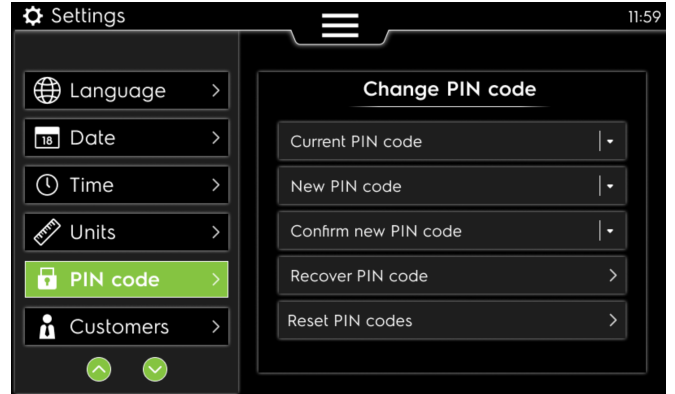 Settings
11:59
Language
18
Date
Time
Units
PIN code
Customers
Change PIN code
Current PIN code
New PIN code
Confirm new PIN code
Recover PIN code
Reset PIN codes